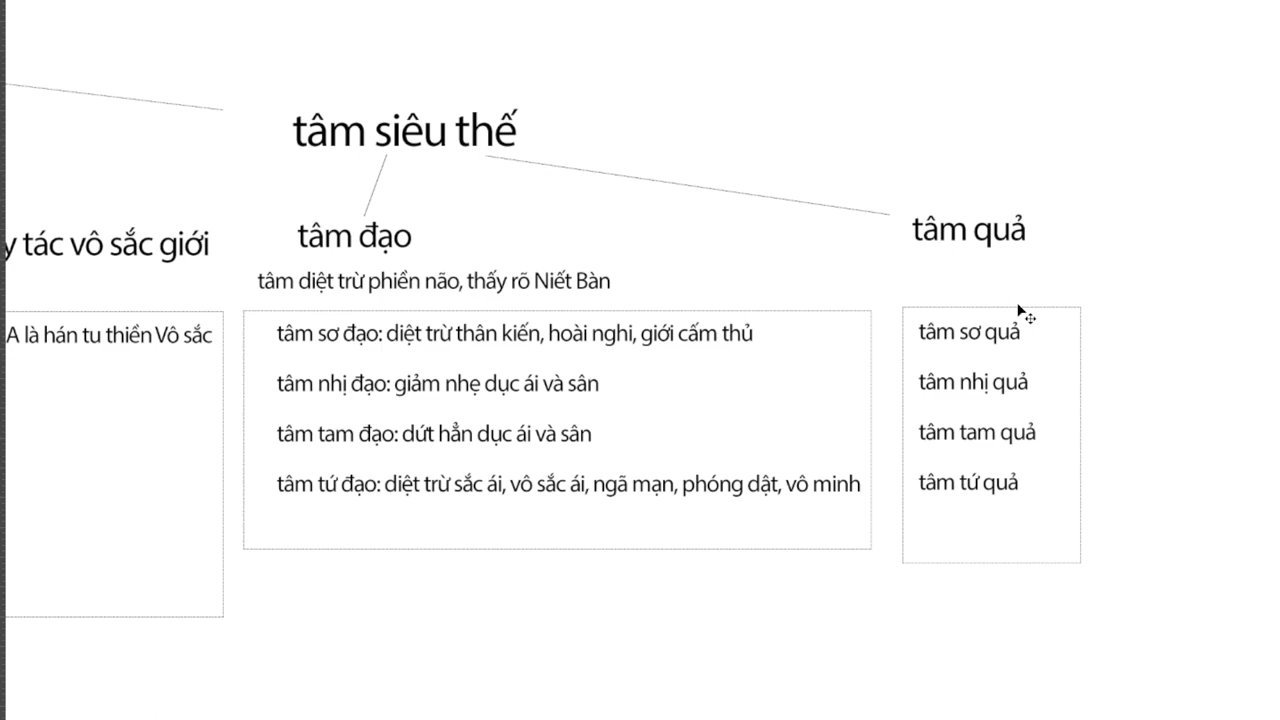 tâm siêu thế
y tác vô sắc giới
A là hán tu thiền Vô sắc
tâm đạo
tâm diệt trừ phiền não, thấy rõ Niết Bàn
tâm sơ đạo: diệt trừ thân kiến, hoài nghi, giới cấm thủ
tâm nhị đạo: giảm nhẹ dục ái và sân
tâm tam đạo: dứt hẳn dục ái và sân
tâm tứ đạo: diệt trừ sắc ái, vô sắc ái, ngã mạn, phóng dật, vô minh
tâm quả
tâm sơ quả
tâm nhị quả
tâm tam quả
tâm tứ quả